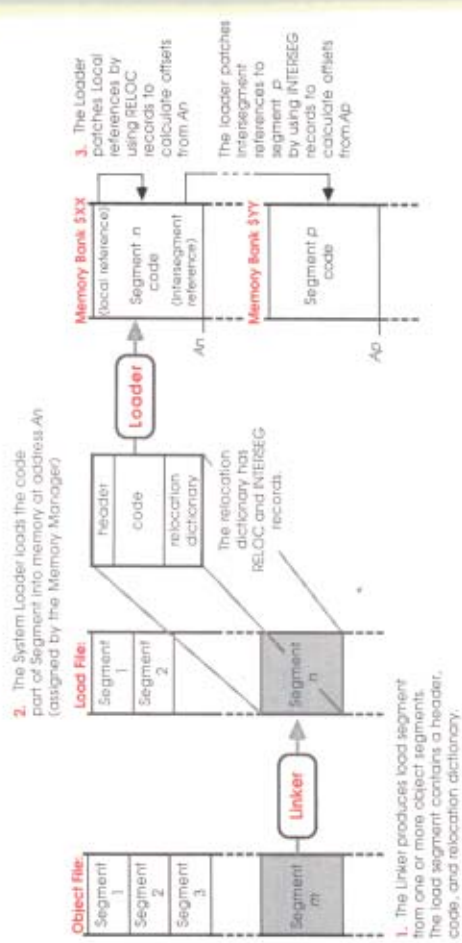 Object File:
Segment
1
Segment
2
Segment
3
Segment
m
Linker
1. The Linker produces load segment
from one or more object segments.
The load segment contains a header,
code, and relocation dictionary.
2. The System Loader loads the code
part of Segment into memory at address An
(assigned by the Memory Manager)
Load File:
Segment
1
Segment
2
Segment
n
header
code
relocation
dictionary
The relocation
dictionary has
RELOC and INTERSEG
records.
Loader
Memory Bank $XX
(local reference)
Segment n
code
(Intersegment
reference)
An
Memory Bank $YY
Segment p
code
Ap
3. The Loader
patches Local
references by
using RELOC
records to
calculate offsets
from An
The loader patches
Intersegment
references to
segment p
by using INTERSEG
records to
calculate offsets
from Ap